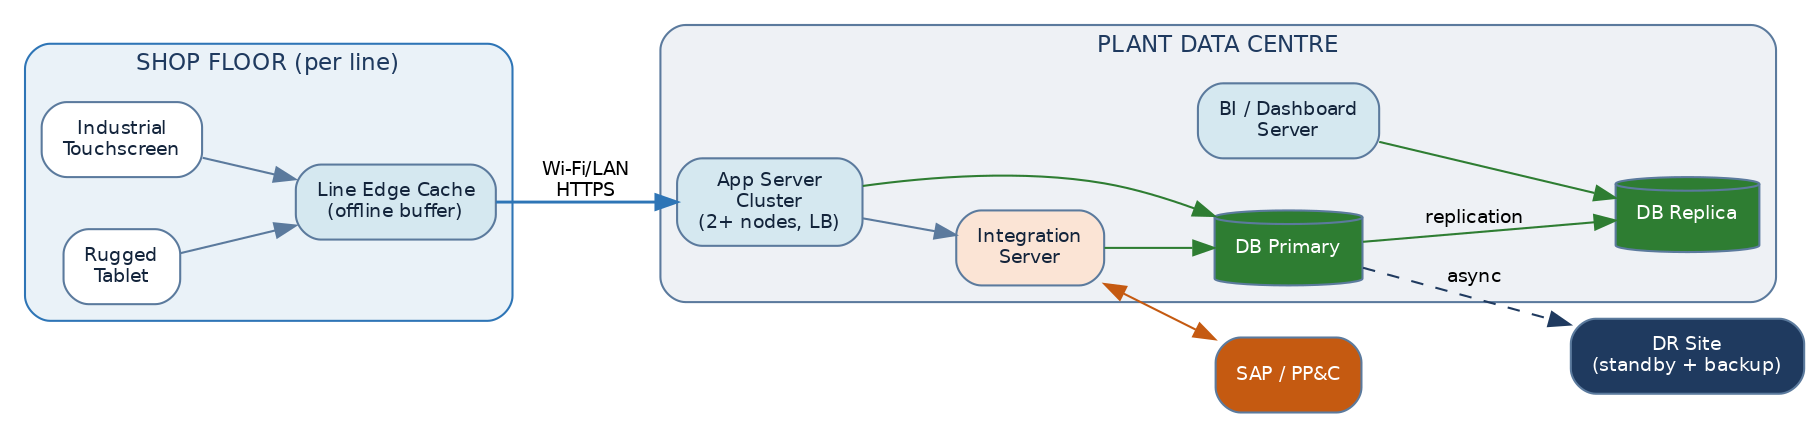 SHOP FLOOR (per line)
Industrial
Touchscreen
Rugged
Tablet
Line Edge Cache
(offline buffer)
Wi-Fi/LAN
HTTPS
PLANT DATA CENTRE
App Server
Cluster
(2+ nodes, LB)
Integration
Server
BI / Dashboard
Server
DB Primary
replication
DB Replica
async
SAP / PP&C
DR Site
(standby + backup)